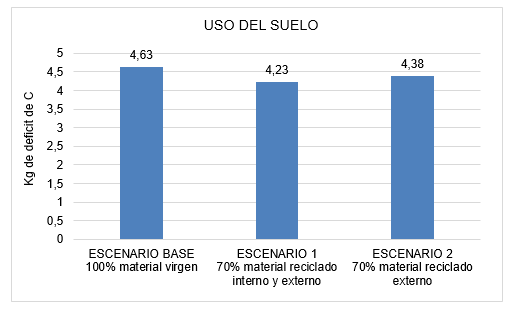 USO DEL SUELO
Kg de deficit de C
5
4,5
4
3,5
3
2,5
2
1,5
1
0,5
0
4,63
4,23
4,38
ESCENARIO BASE
100% material virgen
ESCENARIO 1
70% material reciclado
interno y externo
ESCENARIO 2
70% material reciclado
externo